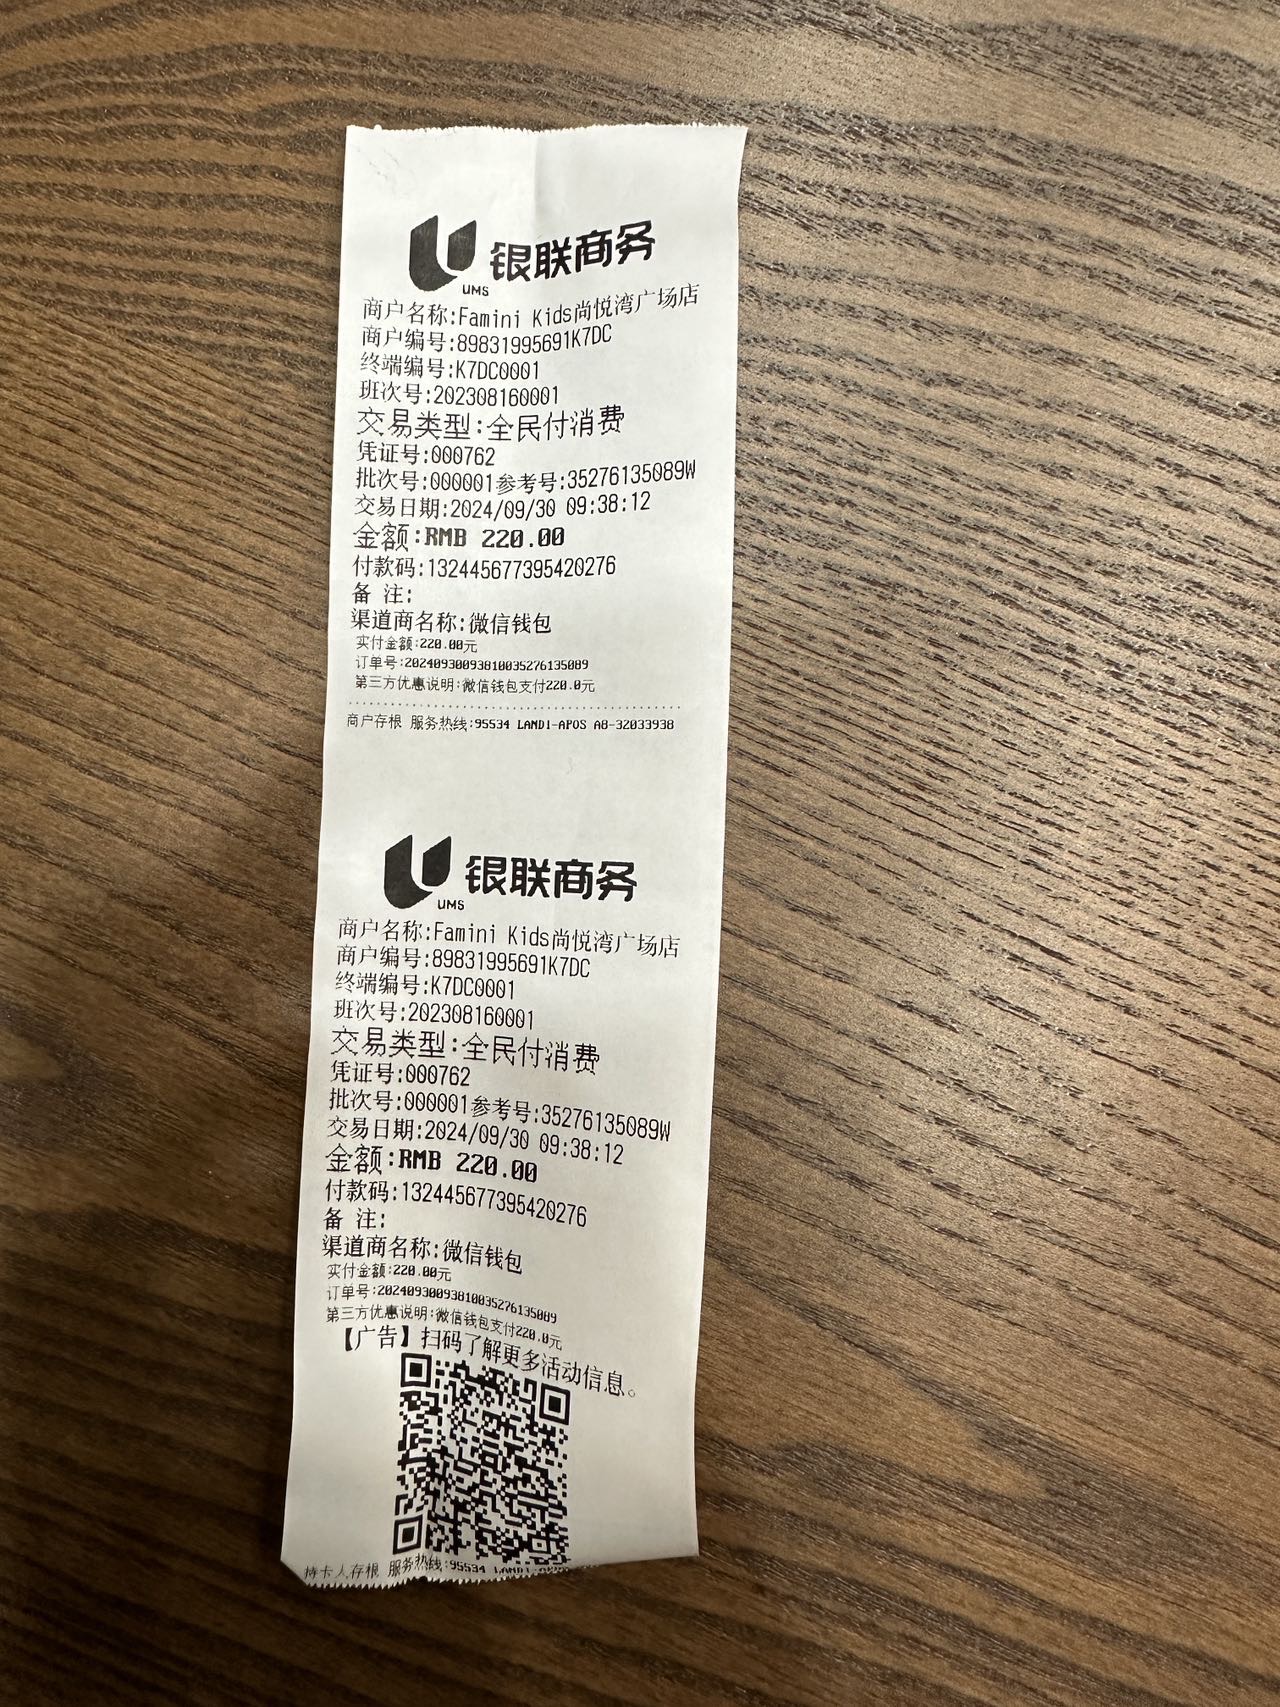 银联商务
UMS
商户名称:Famini Kids尚悦湾广场店
商户编号:89831995691K7DC
终端编号:K7DC0001
班次号:202308160001
交易类型:全民付消费
凭证号:000762
批次号:000001参考号:35276135089W
交易日期:2024/09/30 09:38:12
金额:RMB 220.00
付款码:132445677395420276
备 注:
渠道商名称:微信钱包
实付金额:220.00元
订单号:20240930093810035276135089
第三方优惠说明:微信钱包支付220.0元
商户存根 服务热线:95534 LANDI-APOS A8-32033938
银联商务
UMS
商户名称:Famini Kids尚悦湾广场店
商户编号:89831995691K7DC
终端编号:K7DC0001
班次号:202308160001
交易类型:全民付消费
凭证号:000762
批次号:000001参考号:35276135089W
交易日期:2024/09/30 09:38:12
金额:RMB 220.00
付款码:132445677395420276
备 注:
渠道商名称:微信钱包
实付金额:220.00元
订单号:20240930093810035276135089
第三方优惠说明:微信钱包支付220.0元
【广告】扫码了解更多活动信息。
持卡人存根 服务热线:95534